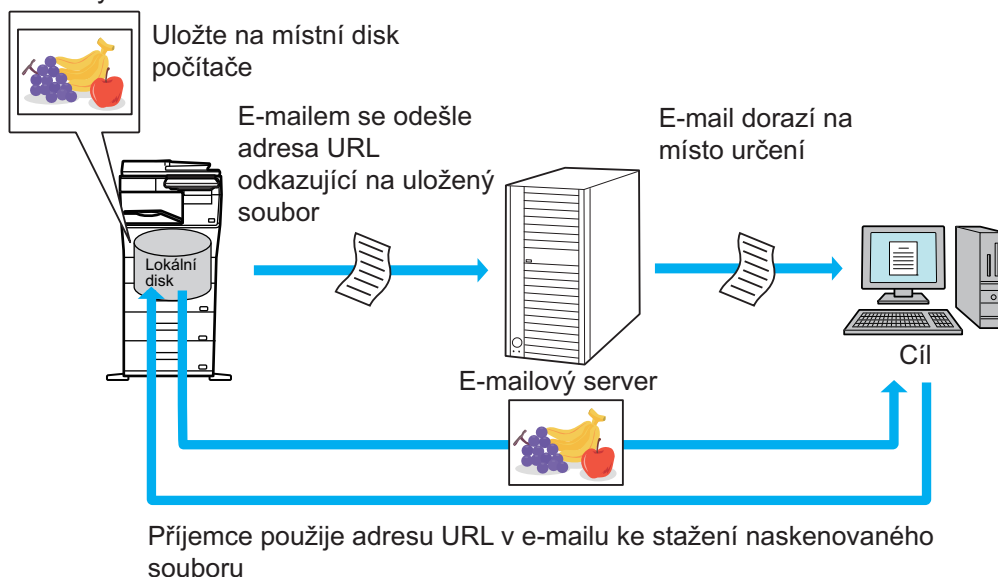 Uložte na místní disk
počítače
E-mailem se odešle
adresa URL
odkazující na uložený
soubor
E-mail dorazí na
místo určení
Lokální
disk
Cíl
E-mailový server
Příjemce použije adresu URL v e-mailu ke stažení naskenovaného
souboru